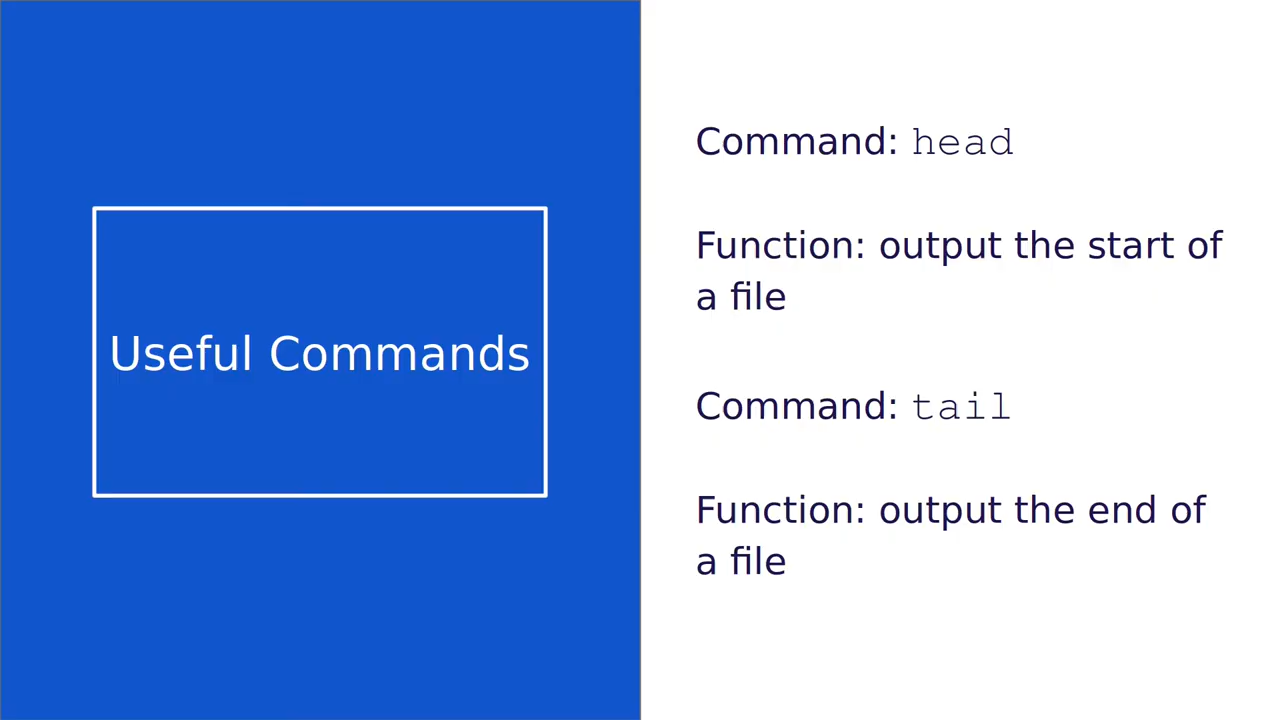 Useful Commands
Command: head
Function: output the start of
a file
Command: tail
Function: output the end of
a file